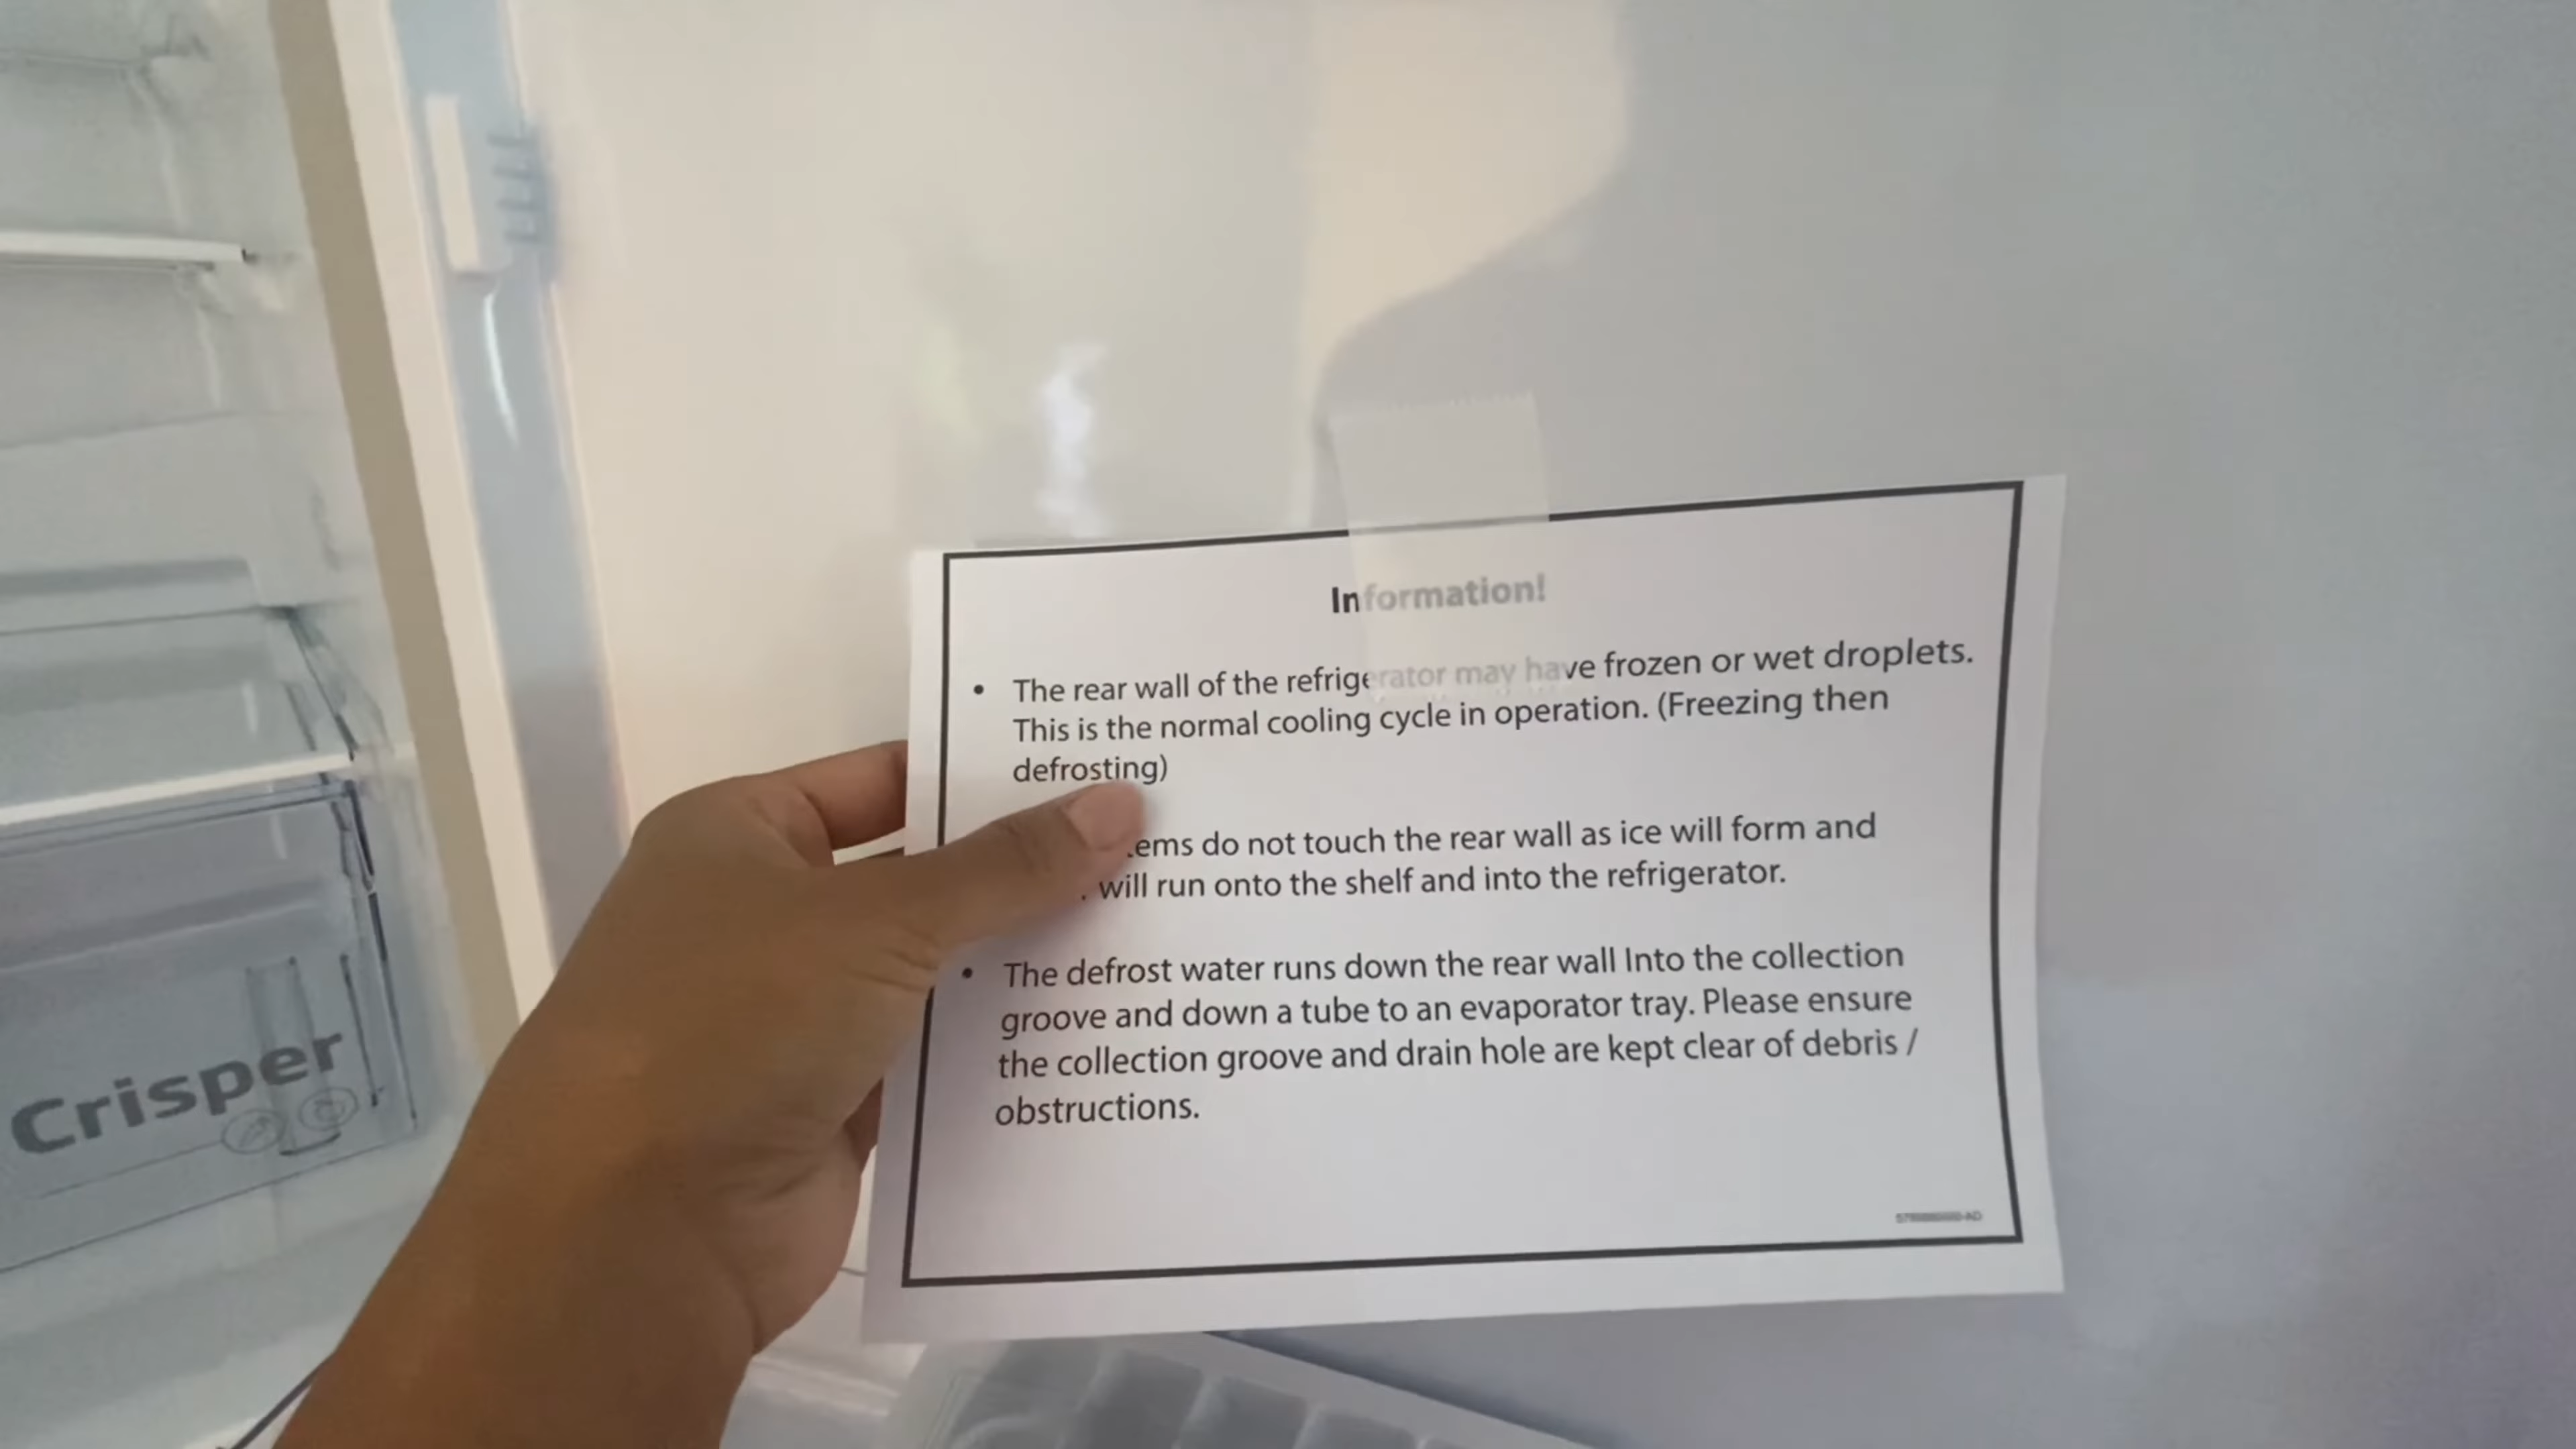 Information!
• The rear wall of the refrigerator may have frozen or wet droplets.
This is the normal cooling cycle in operation. (Freezing then
defrosting)
do not touch the rear wall as ice will form and
will run onto the shelf and into the refrigerator.
• The defrost water runs down the rear wall Into the collection
groove and down a tube to an evaporator tray. Please ensure
the collection groove and drain hole are kept clear of debris /
obstructions.
Crisper